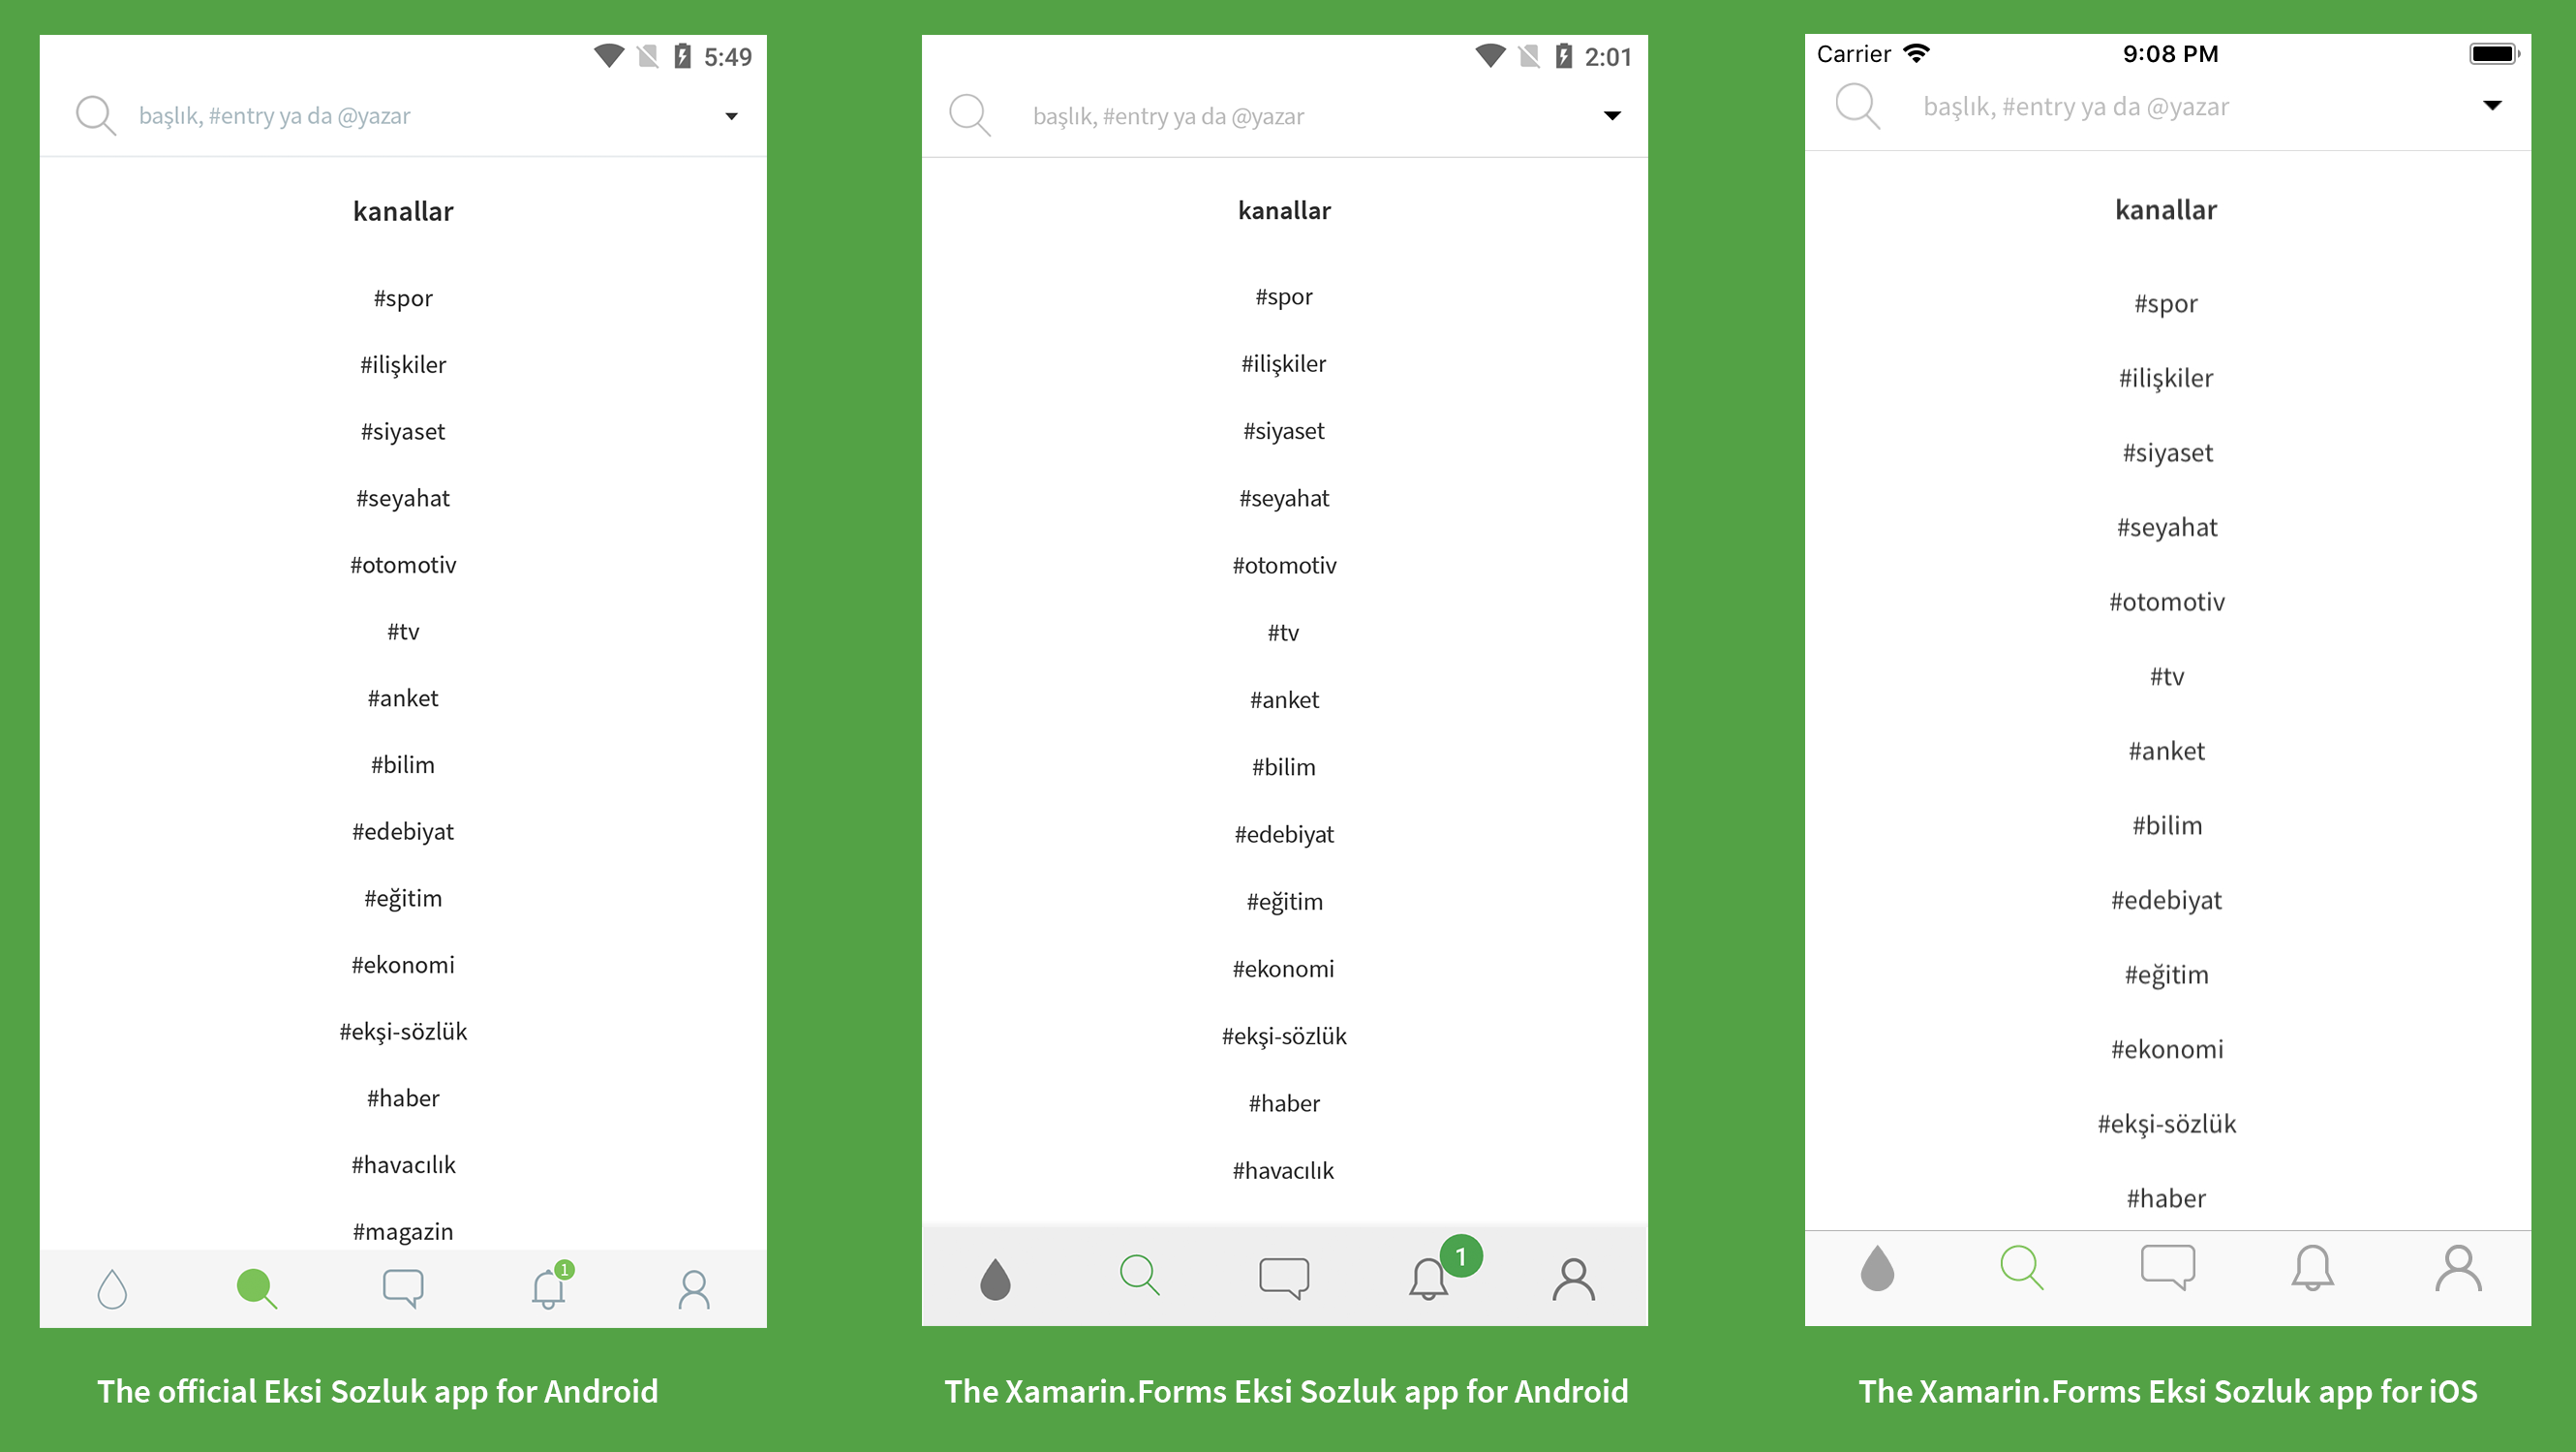 5:49
başlık, #entry ya da @yazar
kanallar
#spor
#ilişkiler
#siyaset
#seyahat
#otomotiv
#tv
#anket
#bilim
#edebiyat
#eğitim
#ekonomi
#ekşi-sözlük
#haber
#havacılık
#magazin
1
The official Eksi Sozluk app for Android
2:01
başlık, #entry ya da @yazar
kanallar
#spor
#ilişkiler
#siyaset
#seyahat
#otomotiv
#tv
#anket
#bilim
#edebiyat
#eğitim
#ekonomi
#ekşi-sözlük
#haber
#havacılık
1
The Xamarin.Forms Eksi Sozluk app for Android
Carrier 9:08 PM
başlık, #entry ya da @yazar
kanallar
#spor
#ilişkiler
#siyaset
#seyahat
#otomotiv
#tv
#anket
#bilim
#edebiyat
#eğitim
#ekonomi
#ekşi-sözlük
#haber
The Xamarin.Forms Eksi Sozluk app for iOS